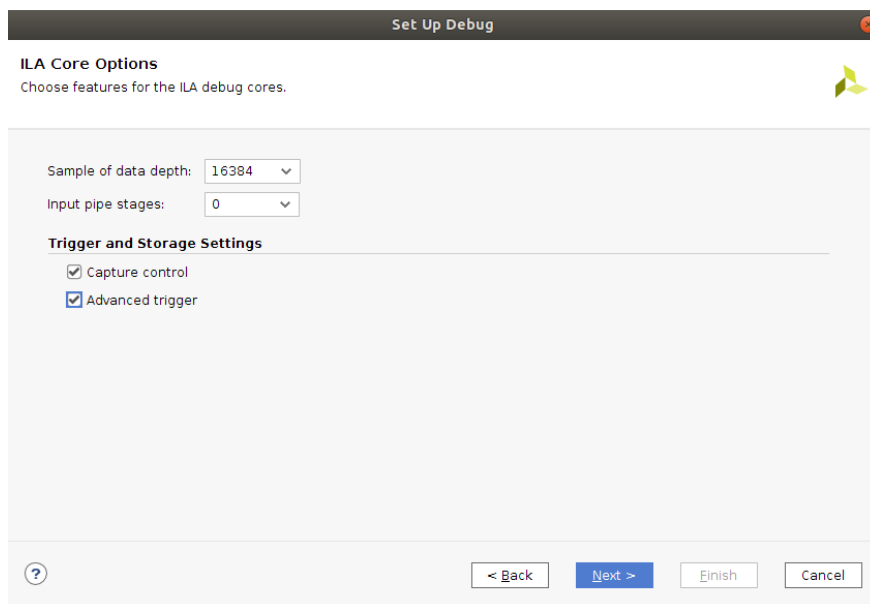 Set Up Debug
ILA Core Options
Choose features for the ILA debug cores.
Sample of data depth: 16384
Input pipe stages: 0
Trigger and Storage Settings
Capture control
Advanced trigger
? < Back Next > Finish Cancel